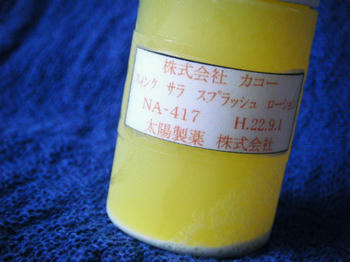 株式会社 カコー
スィンク サラ スプラッシュ ローション
NA-417 H.22.9.1
太陽製薬 株式会社